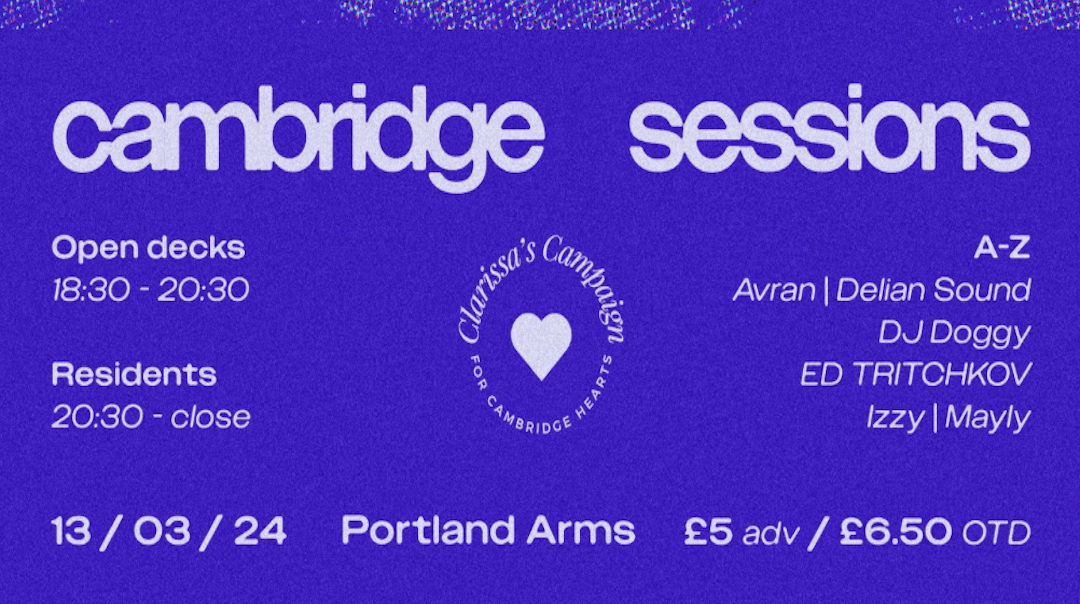 cambridge sessions
Open decks
18:30 - 20:30
Residents
20:30 - close
Clarissa's Campaign
FOR CAMBRIDGE HEARTS
A-Z
Avran | Delian Sound
DJ Doggy
ED TRITCHKOV
Izzy | Mayly
13 / 03 / 24 Portland Arms £5 adv / £6.50 OTD